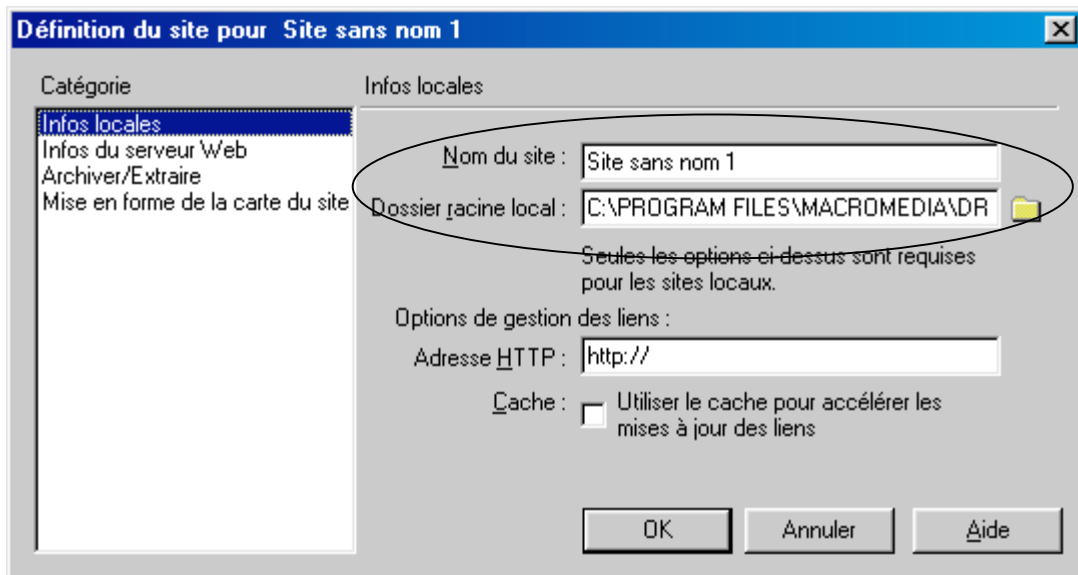 Définition du site pour Site sans nom 1
Catégorie
Infos locales
Infos du serveur Web
Archiver/Extraire
Mise en forme de la carte du site
Infos locales
Nom du site : Site sans nom 1
Dossier racine local : C:\PROGRAM FILES\MACROMEDIA\DR
Seules les options ci-dessus sont requises
pour les sites locaux.
Options de gestion des liens :
Adresse HTTP : http://
Cache : Utiliser le cache pour accélérer les
mises à jour des liens
OK Annuler Aide